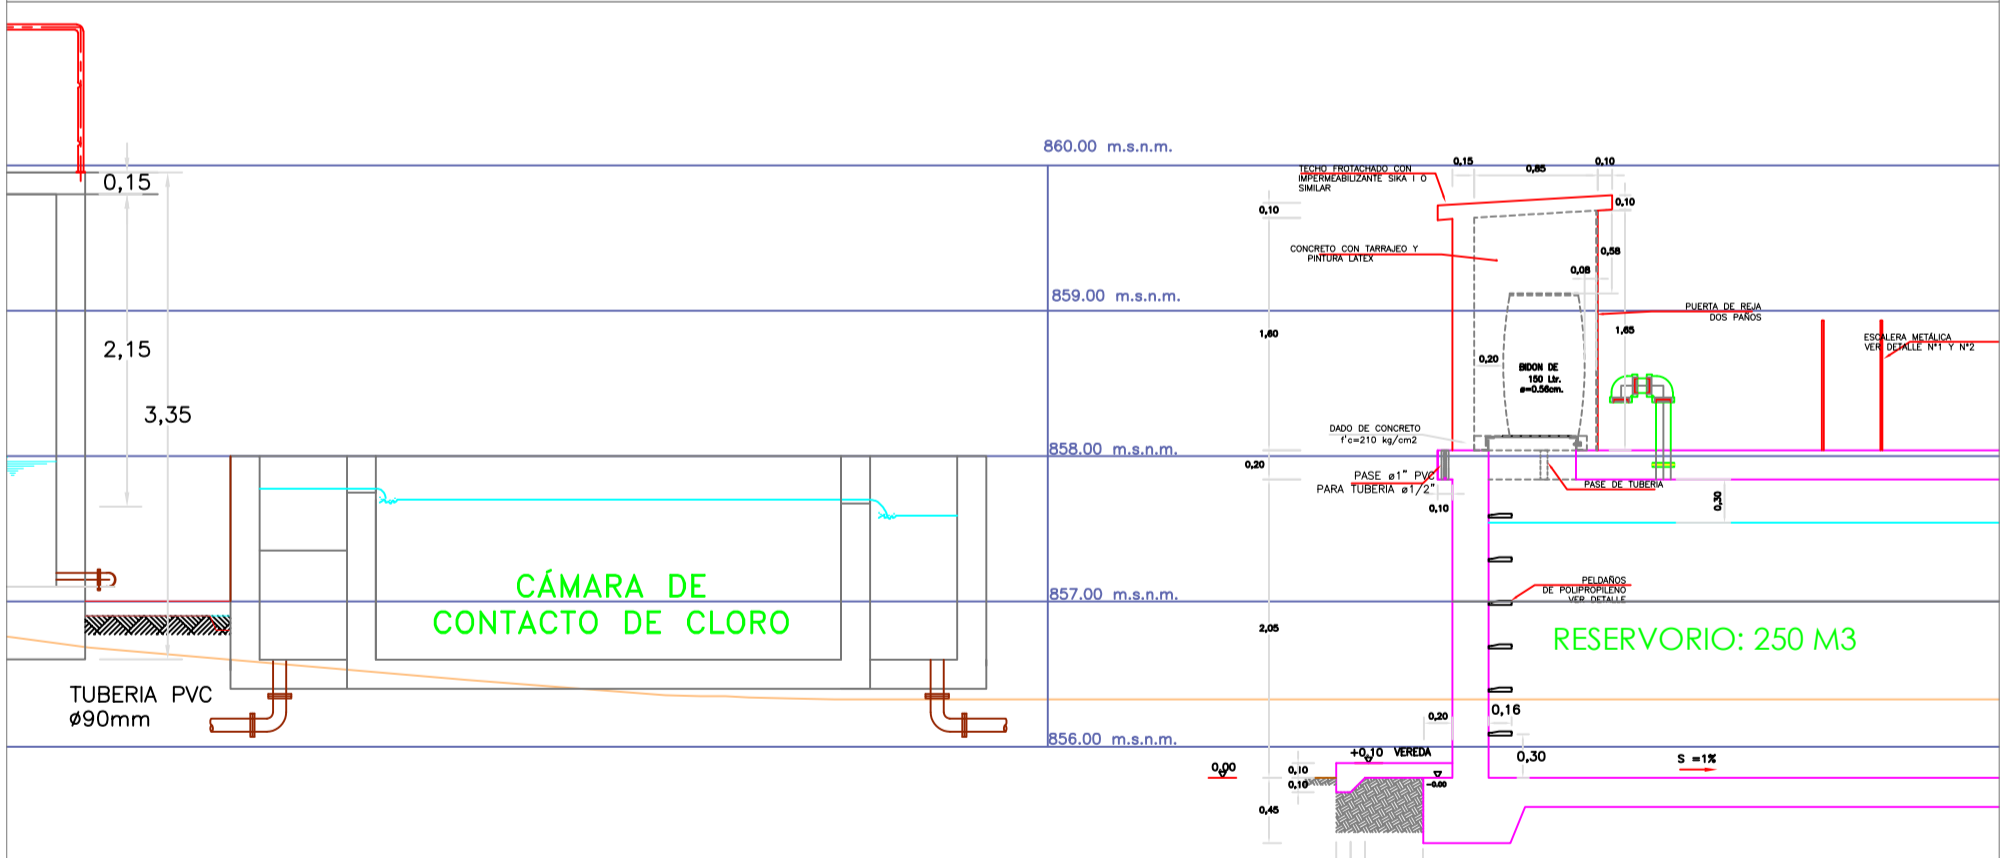 860.00 m.s.n.m.
0,15
0,15
0,85
0,10
TECHO FROTACHADO CON
IMPERMEABILIZANTE SIKA 1 O
SIMILAR
0,10
0,10
CONCRETO CON TARRAJEO Y
PINTURA LATEX
0,58
0,08
859.00 m.s.n.m.
PUERTA DE REJA
DOS PAÑOS
2,15
1,60
1,65
ESCALERA METÁLICA
VER DETALLE N°1 Y N°2
0,20
BIDON DE
150 Ltr.
ø=0.56cm.
3,35
DADO DE CONCRETO
f'c=210 kg/cm2
858.00 m.s.n.m.
0,20
PASE ø1" PVC
PARA TUBERIA ø1/2"
PASE DE TUBERIA
0,10
0,30
CÁMARA DE
CONTACTO DE CLORO
857.00 m.s.n.m.
PELDAÑOS
DE POLIPROPILENO
VER DETALLE
2,05
RESERVORIO: 250 M3
TUBERIA PVC
Ø90mm
0,20
0,16
856.00 m.s.n.m.
+0,10 VEREDA
0,30
S =1%
0,00
0,10
0,10
-0.00
0,45